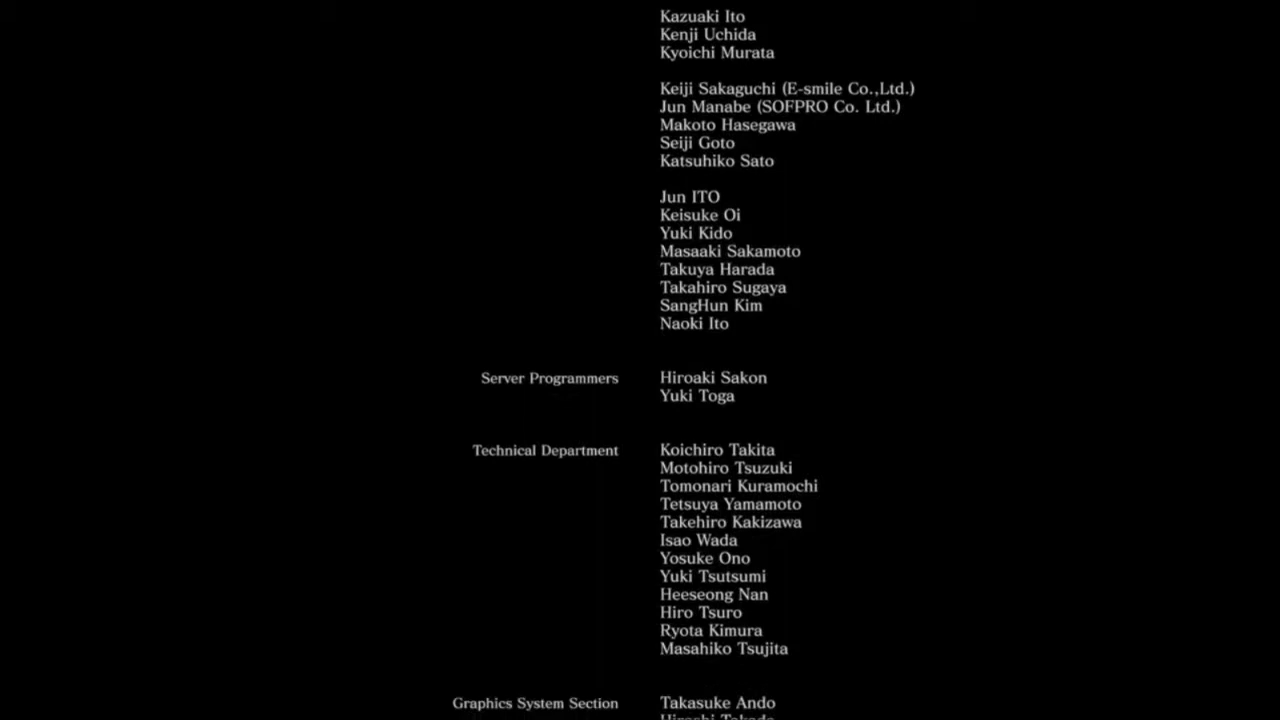 Kazuaki Ito
Kenji Uchida
Kyoichi Murata
Keiji Sakaguchi (E-smile Co.,Ltd.)
Jun Manabe (SOFPRO Co. Ltd.)
Makoto Hasegawa
Seiji Goto
Katsuhiko Sato
Jun ITO
Keisuke Oi
Yuki Kido
Masaaki Sakamoto
Takuya Harada
Takahiro Sugaya
SangHun Kim
Naoki Ito
Server Programmers Hiroaki Sakon
Yuki Toga
Technical Department Koichiro Takita
Motohiro Tsuzuki
Tomonari Kuramochi
Tetsuya Yamamoto
Takehiro Kakizawa
Isao Wada
Yosuke Ono
Yuki Tsutsumi
Heeseong Nan
Hiro Tsuro
Ryota Kimura
Masahiko Tsujita
Graphics System Section Takasuke Ando